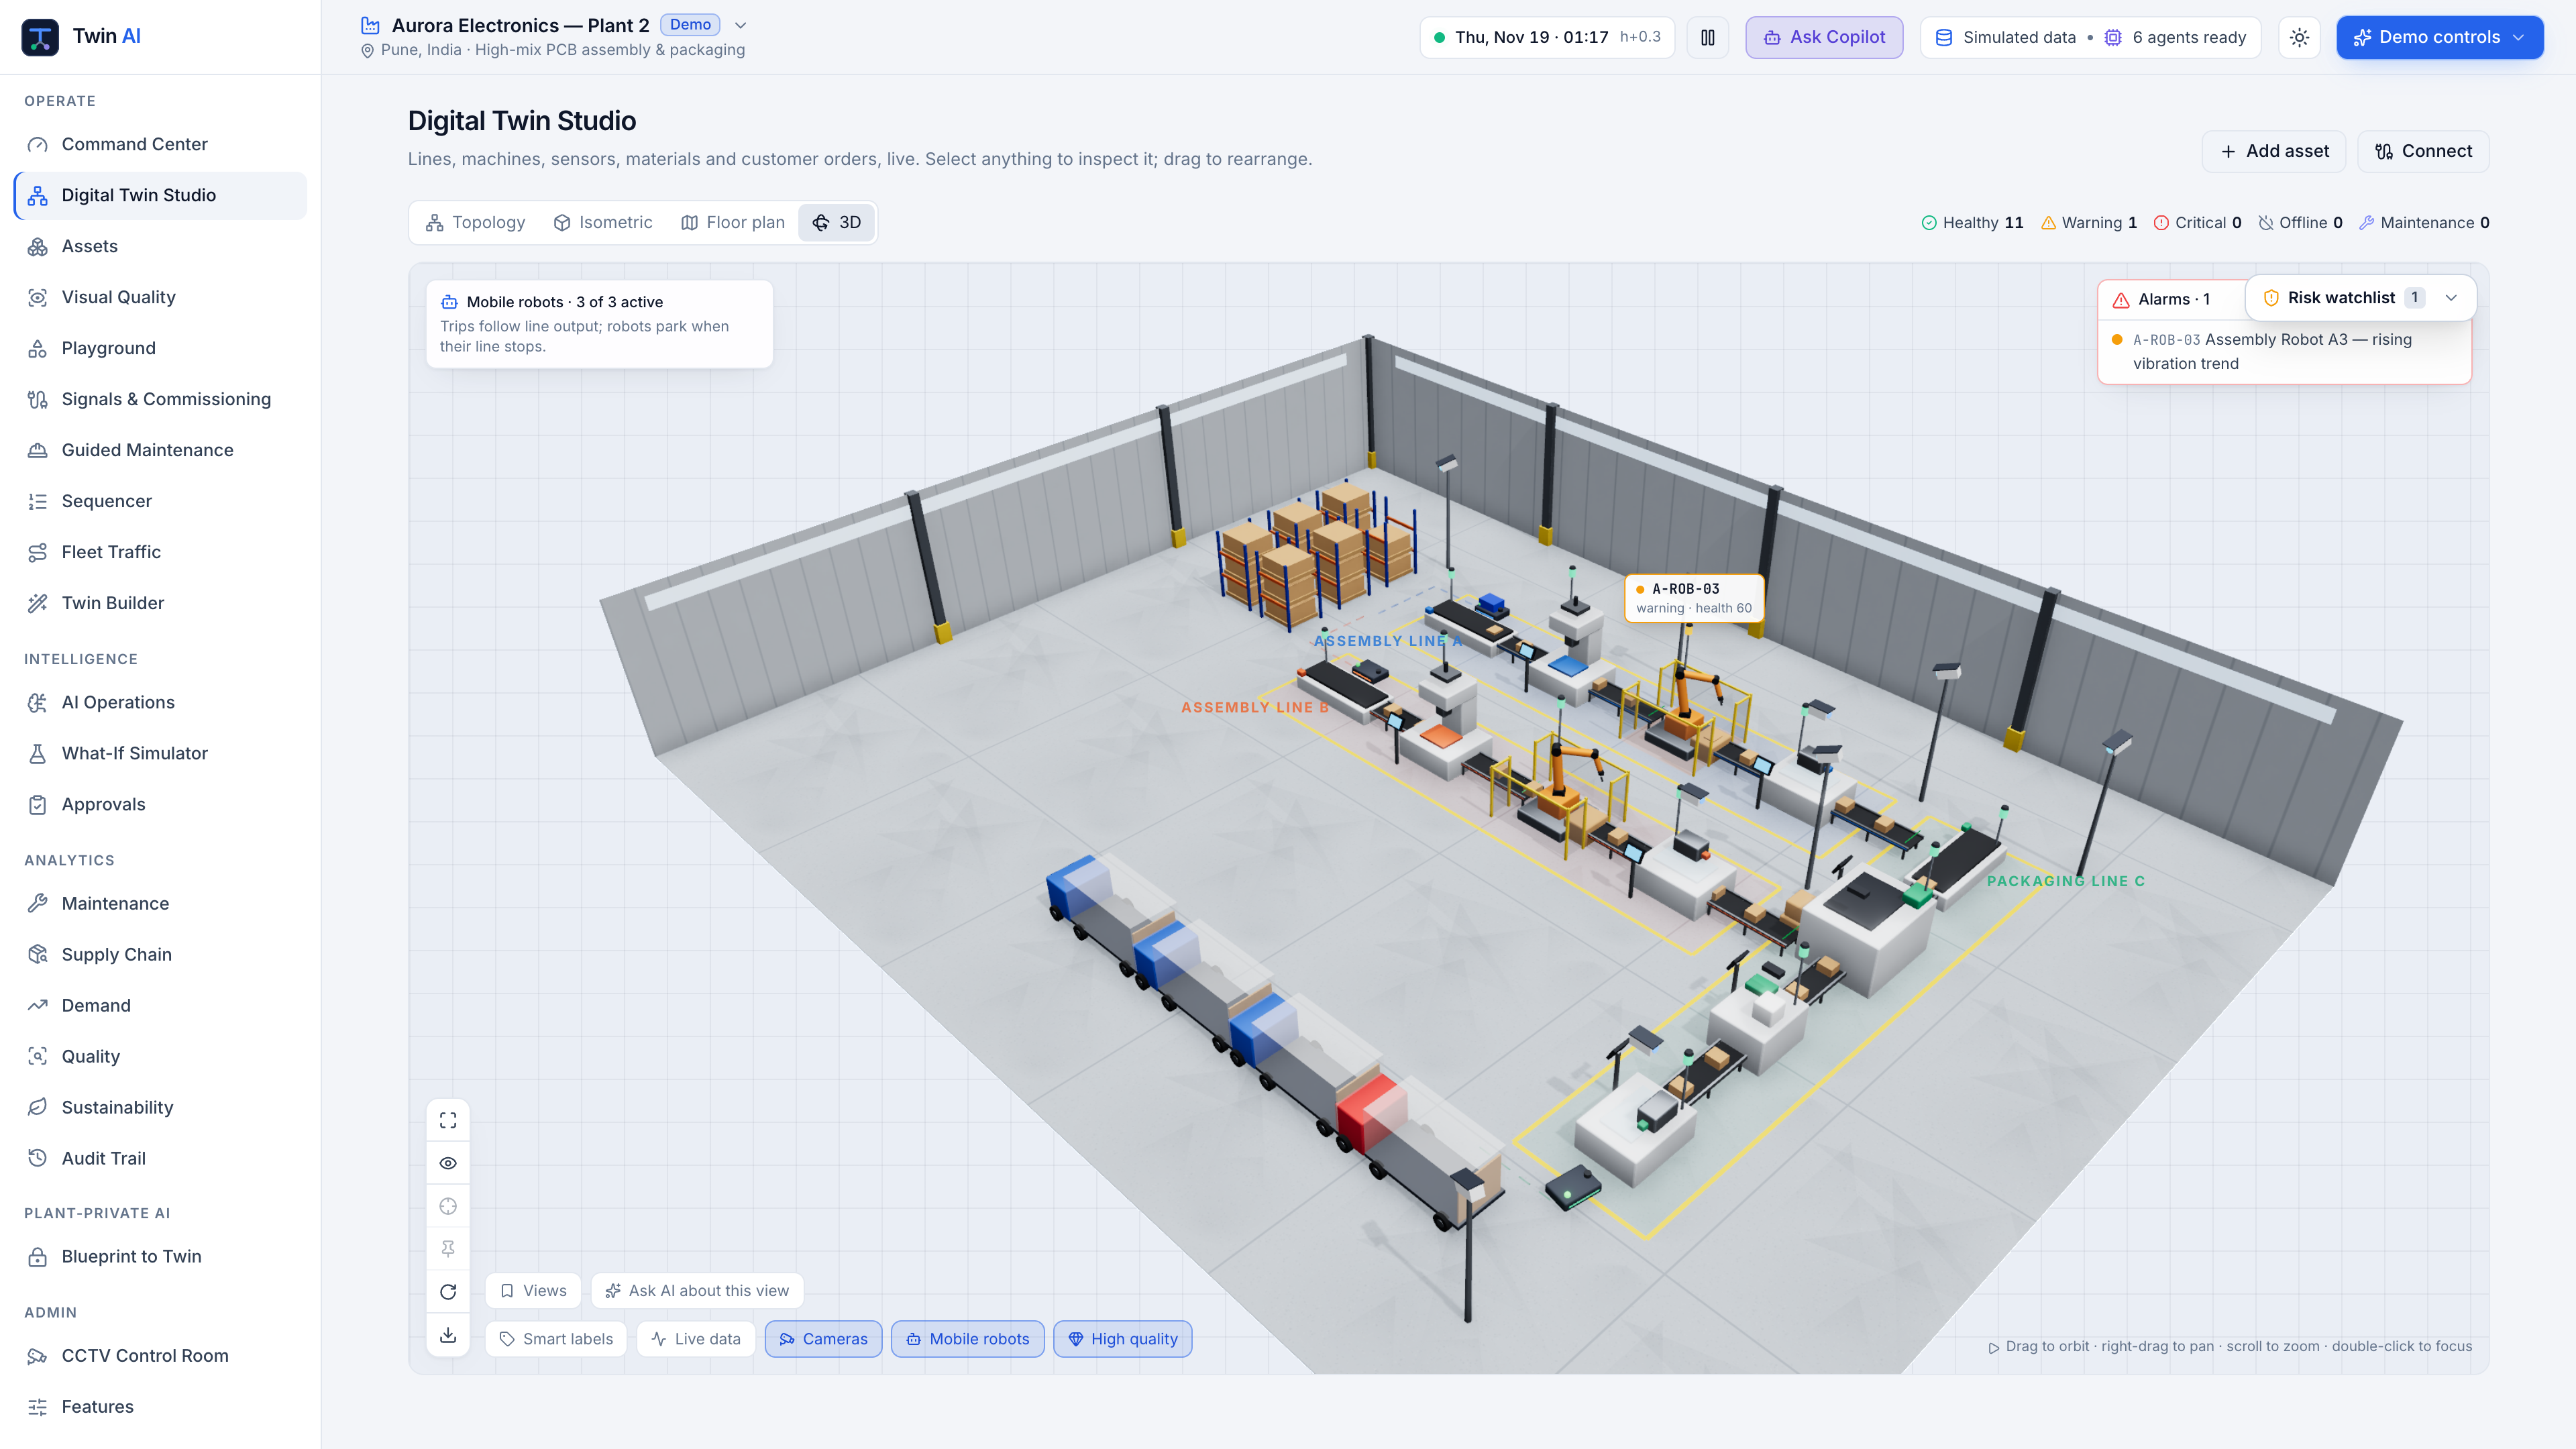 Twin AI
Aurora Electronics — Plant 2 Demo
Pune, India · High-mix PCB assembly & packaging
Thu, Nov 19 · 01:17 h+0.3
Ask Copilot
Simulated data • 6 agents ready
Demo controls
OPERATE
Command Center
Digital Twin Studio
Assets
Visual Quality
Playground
Signals & Commissioning
Guided Maintenance
Sequencer
Fleet Traffic
Twin Builder
INTELLIGENCE
AI Operations
What-If Simulator
Approvals
ANALYTICS
Maintenance
Supply Chain
Demand
Quality
Sustainability
Audit Trail
PLANT-PRIVATE AI
Blueprint to Twin
ADMIN
CCTV Control Room
Features
Digital Twin Studio
Lines, machines, sensors, materials and customer orders, live. Select anything to inspect it; drag to rearrange.
Add asset
Connect
Topology
Isometric
Floor plan
3D
Healthy 11
Warning 1
Critical 0
Offline 0
Maintenance 0
Mobile robots · 3 of 3 active
Trips follow line output; robots park when
their line stops.
Alarms · 1
Risk watchlist 1
A-ROB-03 Assembly Robot A3 — rising
vibration trend
A-ROB-03
warning · health 60
ASSEMBLY LINE A
ASSEMBLY LINE B
PACKAGING LINE C
Views
Ask AI about this view
Smart labels
Live data
Cameras
Mobile robots
High quality
Drag to orbit · right-drag to pan · scroll to zoom · double-click to focus